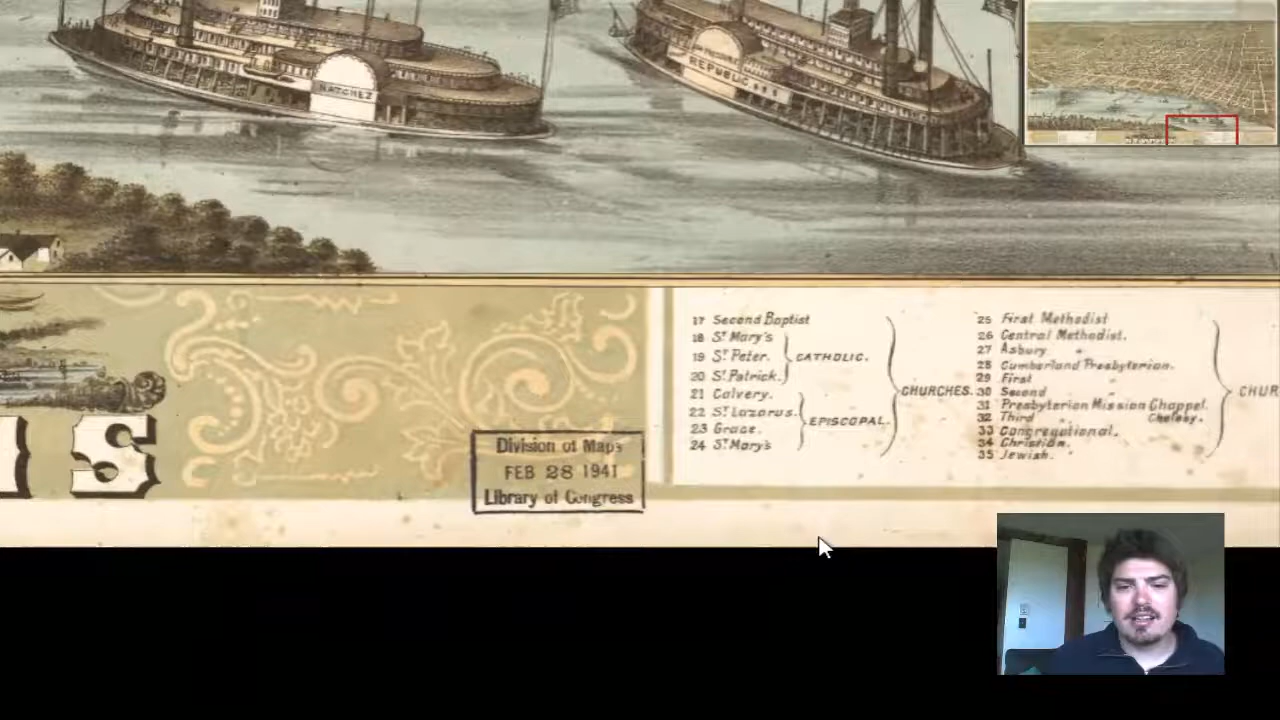 NATCHEZ
REPUBLIC
17 Second Baptist
18 St Mary's
19 St Peter.
20 St Patrick.
CATHOLIC.
21 Calvery.
22 St Lazarus.
23 Grace.
24 St Mary's
EPISCOPAL.
CHURCHES.
25 First Methodist
26 Central Methodist.
27 Asbury "
28 Cumberland Presbyterian.
29 First "
30 Second "
31 Presbyterian Mission Chappel.
32 Third " Chelsey.
33 Congregational.
34 Christian.
35 Jewish. "
CHUR
IS
Division of Maps
FEB 28 1941
Library of Congress